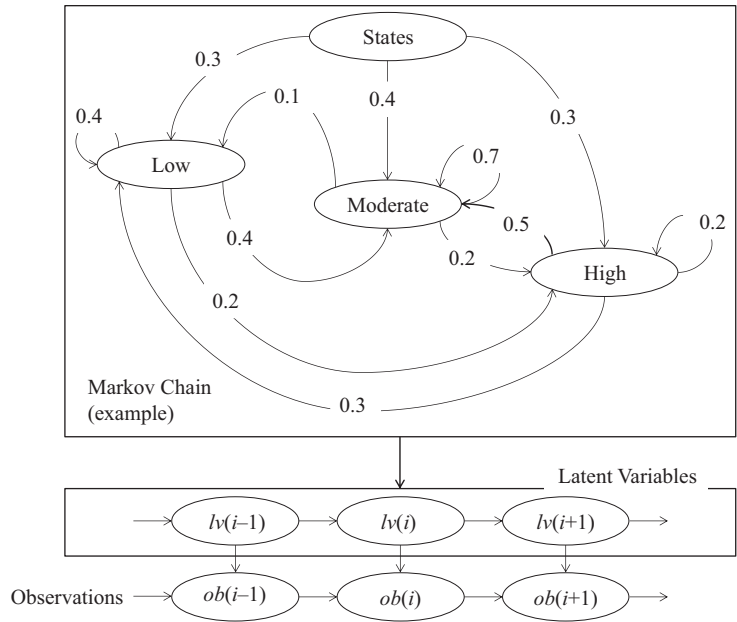 States
0.3
0.1
0.4
0.3
0.4
0.7
Low
Moderate
0.5
0.2
0.4
0.2
High
0.2
Markov Chain
(example)
0.3
Latent Variables
lv(i–1)
lv(i)
lv(i+1)
Observations
ob(i–1)
ob(i)
ob(i+1)